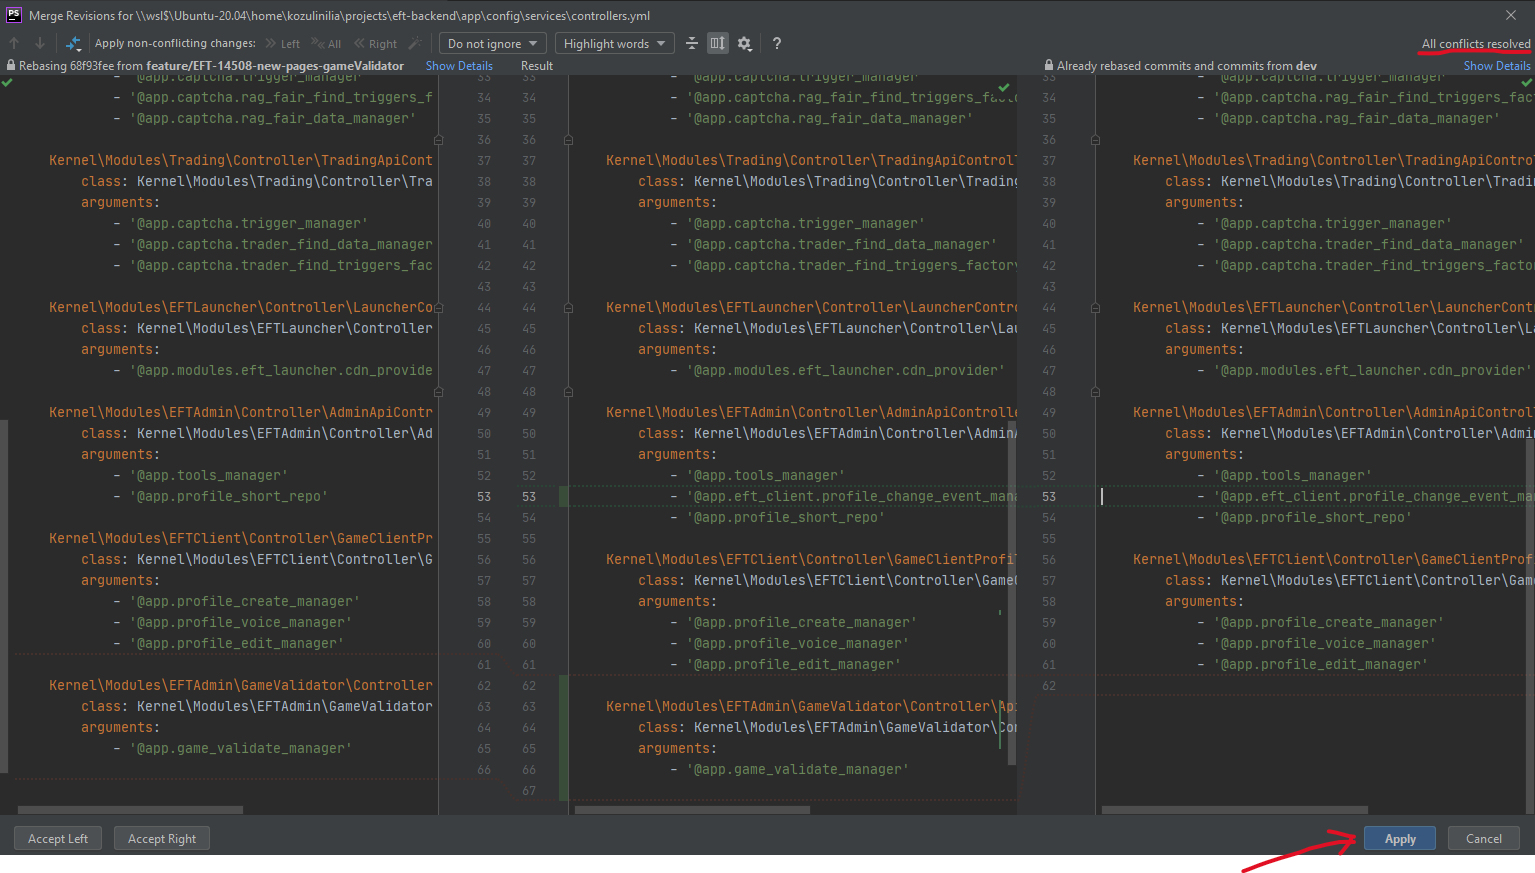 PS Merge Revisions for \\wsl$\Ubuntu-20.04\home\kozulinilia\projects\eft-backend\app\config\services\controllers.yml
Apply non-conflicting changes: Left All Right Do not ignore Highlight words ? All conflicts resolved
Rebasing 68f93fee from feature/EFT-14508-new-pages-gameValidator Show Details Result Already rebased commits and commits from dev Show Details
- '@app.captcha.trigger_manager' 33 33 - '@app.captcha.trigger_manager' 33 - '@app.captcha.trigger_manager'
- '@app.captcha.rag_fair_find_triggers_f 34 34 - '@app.captcha.rag_fair_find_triggers_facto 34 - '@app.captcha.rag_fair_find_triggers_fact
- '@app.captcha.rag_fair_data_manager' 35 35 - '@app.captcha.rag_fair_data_manager' 35 - '@app.captcha.rag_fair_data_manager'
36 36 36
Kernel\Modules\Trading\Controller\TradingApiCont 37 37 Kernel\Modules\Trading\Controller\TradingApiControll 37 Kernel\Modules\Trading\Controller\TradingApiContro
class: Kernel\Modules\Trading\Controller\Tra 38 38 class: Kernel\Modules\Trading\Controller\Trading 38 class: Kernel\Modules\Trading\Controller\Tradi
arguments: 39 39 arguments: 39 arguments:
- '@app.captcha.trigger_manager' 40 40 - '@app.captcha.trigger_manager' 40 - '@app.captcha.trigger_manager'
- '@app.captcha.trader_find_data_manager 41 41 - '@app.captcha.trader_find_data_manager' 41 - '@app.captcha.trader_find_data_manager'
- '@app.captcha.trader_find_triggers_fac 42 42 - '@app.captcha.trader_find_triggers_factory 42 - '@app.captcha.trader_find_triggers_factor
43 43 43
Kernel\Modules\EFTLauncher\Controller\LauncherCo 44 44 Kernel\Modules\EFTLauncher\Controller\LauncherContro 44 Kernel\Modules\EFTLauncher\Controller\LauncherCont
class: Kernel\Modules\EFTLauncher\Controller 45 45 class: Kernel\Modules\EFTLauncher\Controller\Lau 45 class: Kernel\Modules\EFTLauncher\Controller\La
arguments: 46 46 arguments: 46 arguments:
- '@app.modules.eft_launcher.cdn_provide 47 47 - '@app.modules.eft_launcher.cdn_provider' 47 - '@app.modules.eft_launcher.cdn_provider'
48 48 48
Kernel\Modules\EFTAdmin\Controller\AdminApiContr 49 49 Kernel\Modules\EFTAdmin\Controller\AdminApiControlle 49 Kernel\Modules\EFTAdmin\Controller\AdminApiControl
class: Kernel\Modules\EFTAdmin\Controller\Ad 50 50 class: Kernel\Modules\EFTAdmin\Controller\AdminA 50 class: Kernel\Modules\EFTAdmin\Controller\Admi
arguments: 51 51 arguments: 51 arguments:
- '@app.tools_manager' 52 52 - '@app.tools_manager' 52 - '@app.tools_manager'
- '@app.profile_short_repo' 53 53 - '@app.eft_client.profile_change_event_mana 53 - '@app.eft_client.profile_change_event_man
54 54 - '@app.profile_short_repo' 54 - '@app.profile_short_repo'
Kernel\Modules\EFTClient\Controller\GameClientPr 55 55 55
class: Kernel\Modules\EFTClient\Controller\G 56 56 Kernel\Modules\EFTClient\Controller\GameClientProfil 56 Kernel\Modules\EFTClient\Controller\GameClientProf
arguments: 57 57 class: Kernel\Modules\EFTClient\Controller\GameC 57 class: Kernel\Modules\EFTClient\Controller\Gam
- '@app.profile_create_manager' 58 58 arguments: 58 arguments:
- '@app.profile_voice_manager' 59 59 - '@app.profile_create_manager' 59 - '@app.profile_create_manager'
- '@app.profile_edit_manager' 60 60 - '@app.profile_voice_manager' 60 - '@app.profile_voice_manager'
61 61 - '@app.profile_edit_manager' 61 - '@app.profile_edit_manager'
Kernel\Modules\EFTAdmin\GameValidator\Controller 62 62 62
class: Kernel\Modules\EFTAdmin\GameValidator 63 63 Kernel\Modules\EFTAdmin\GameValidator\Controller\Api
arguments: 64 64 class: Kernel\Modules\EFTAdmin\GameValidator\Con
- '@app.game_validate_manager' 65 65 arguments:
66 66 - '@app.game_validate_manager'
67
Accept Left Accept Right Apply Cancel